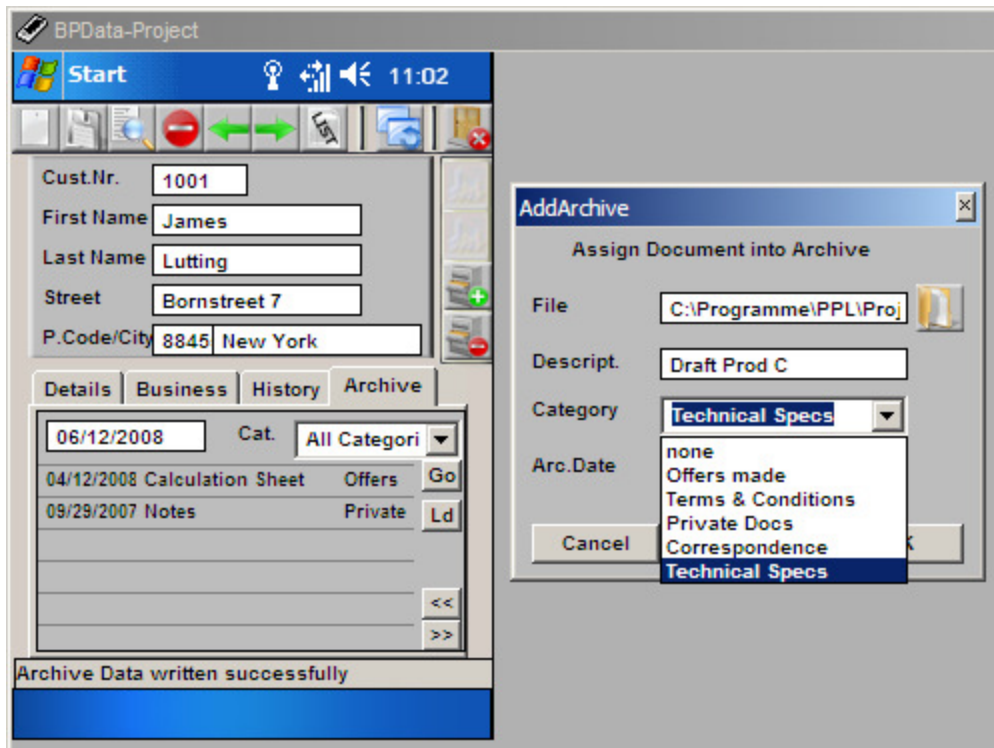 BPData-Project
Start 11:02
LIST
Cust.Nr. 1001
First Name James
Last Name Lutting
Street Bornstreet 7
P.Code/City 8845 New York
Details Business History Archive
06/12/2008 Cat. All Categori
04/12/2008 Calculation Sheet Offers Go
09/29/2007 Notes Private Ld
<<
>>
Archive Data written successfully
AddArchive
Assign Document into Archive
File C:\Programme\PPL\Proj
Descript. Draft Prod C
Category Technical Specs
none
Arc.Date
Offers made
Terms & Conditions
Private Docs
Cancel
Correspondence
Technical Specs